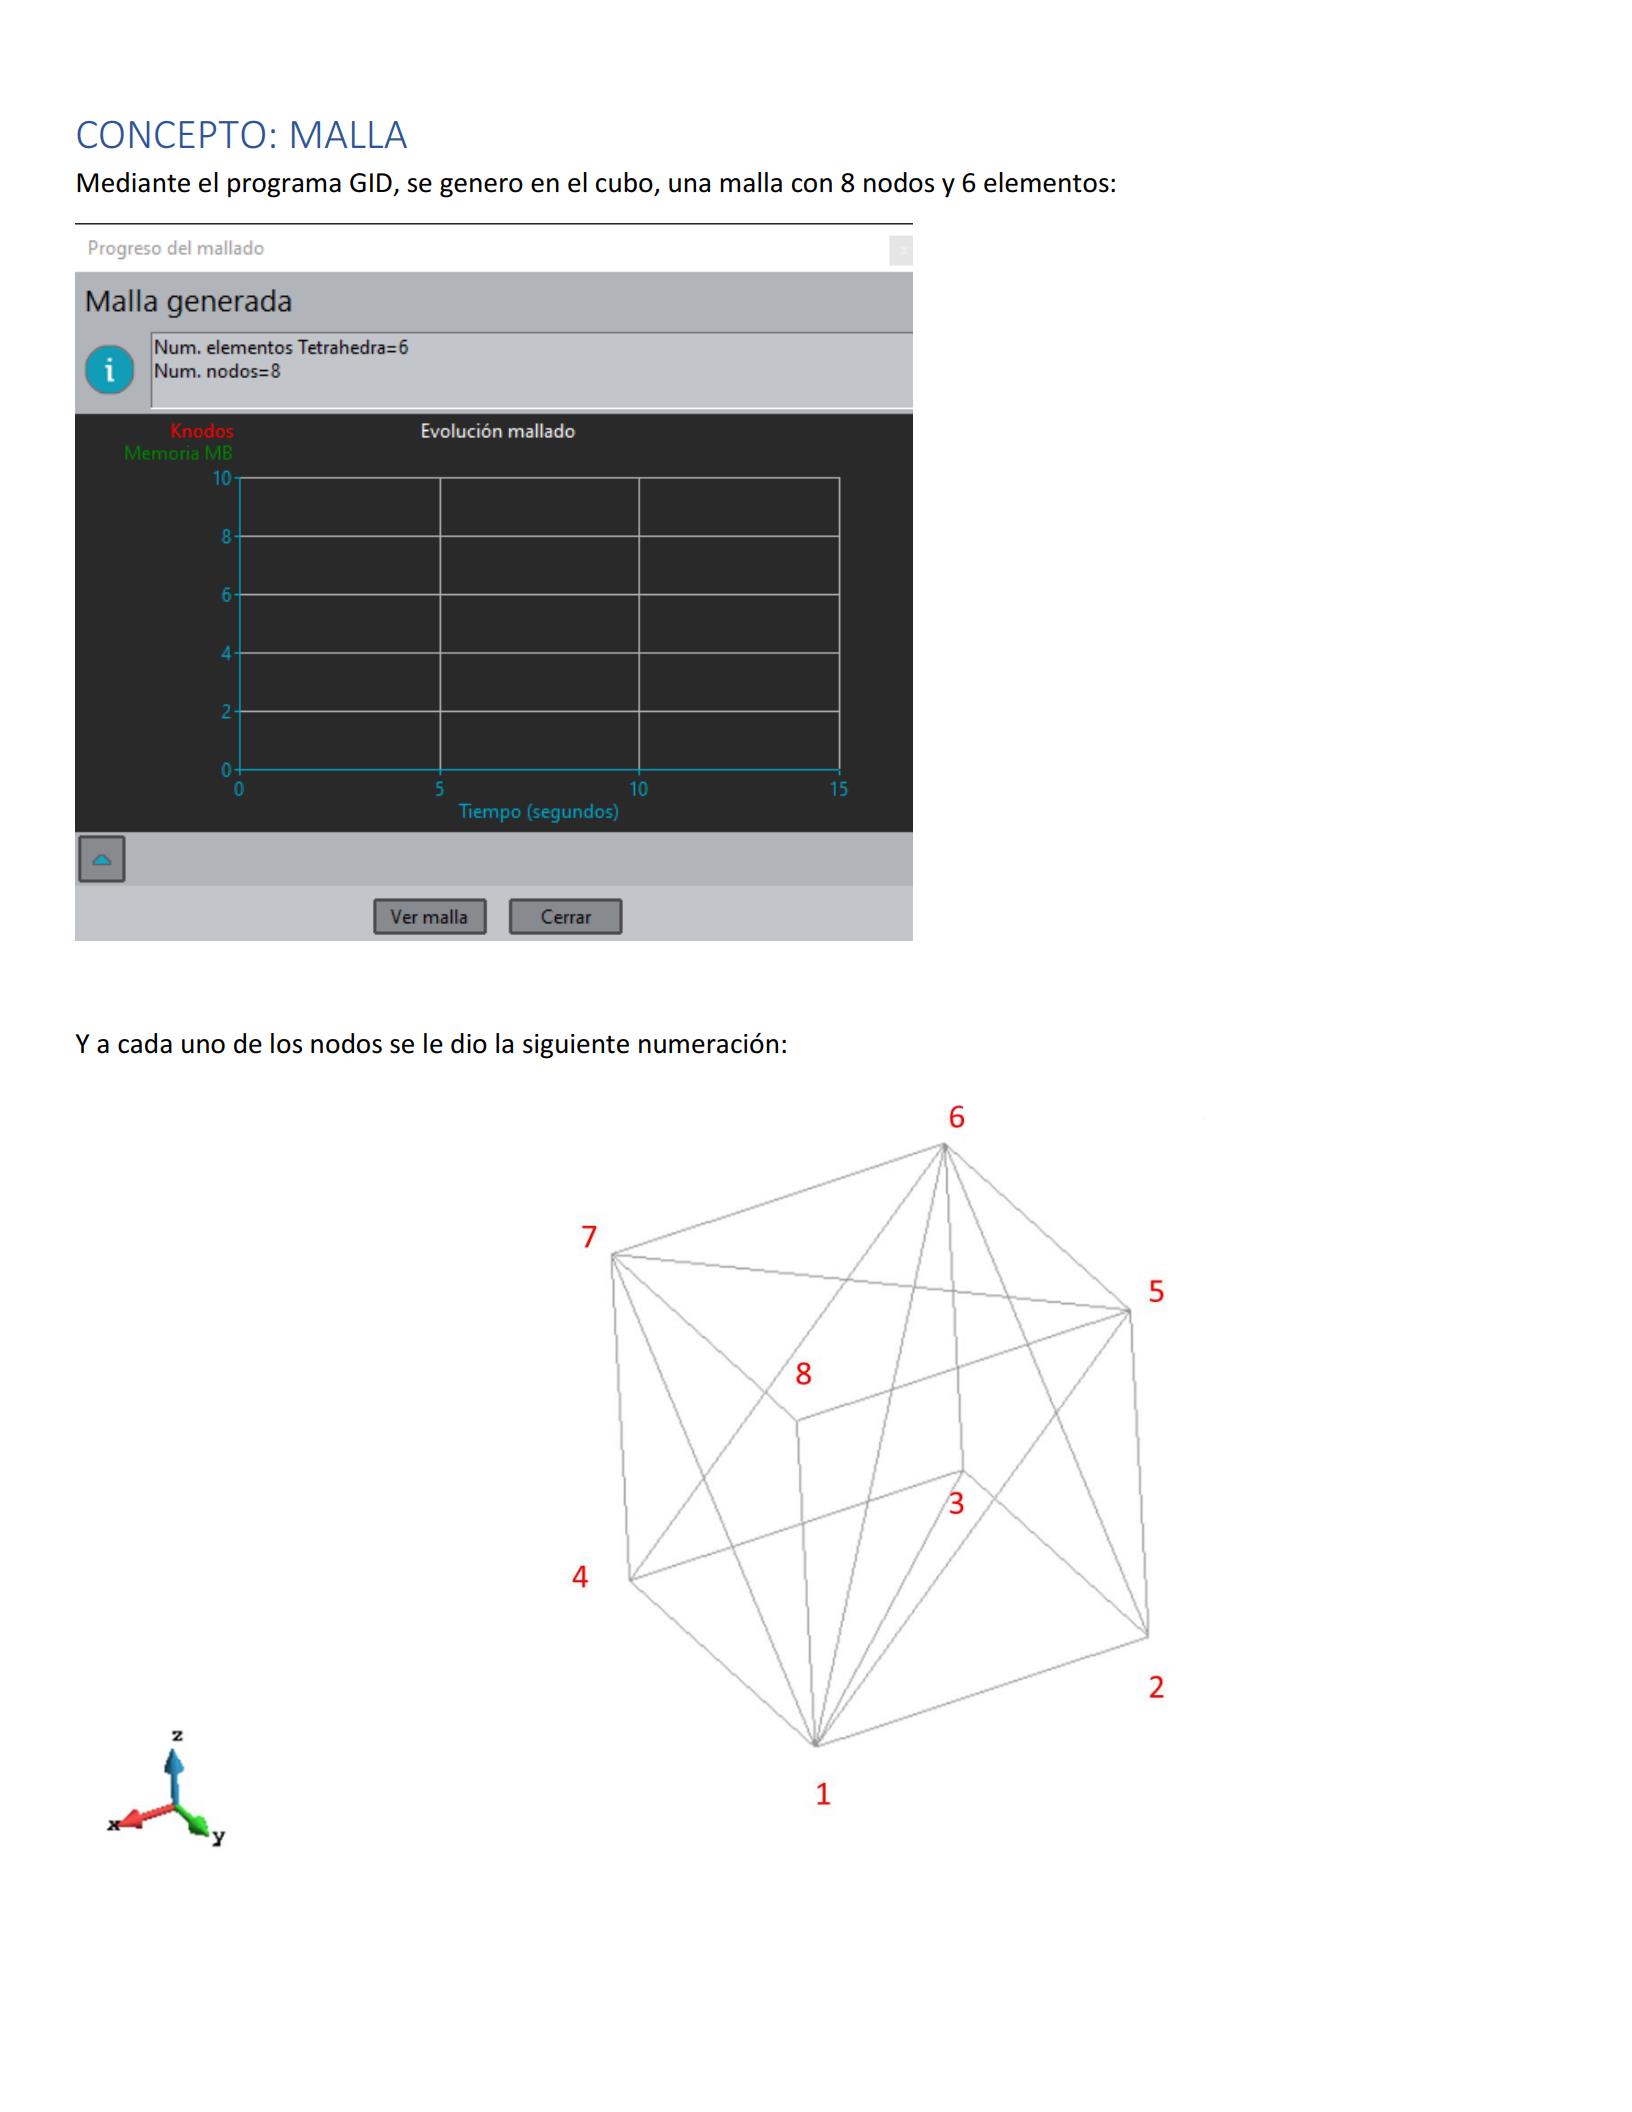 CONCEPTO: MALLA
Mediante el programa GID, se genero en el cubo, una malla con 8 nodos y 6 elementos:
Progreso del mallado
x
Malla generada
i
Num. elementos Tetrahedra=6
Num. nodos=8
Knodos
Evolución mallado
Memoria MB
10
8
6
4
2
0
0 5 10 15
Tiempo (segundos)
Ver malla Cerrar
Y a cada uno de los nodos se le dio la siguiente numeración:
6
7
5
8
3
4
2
z
1
x
y